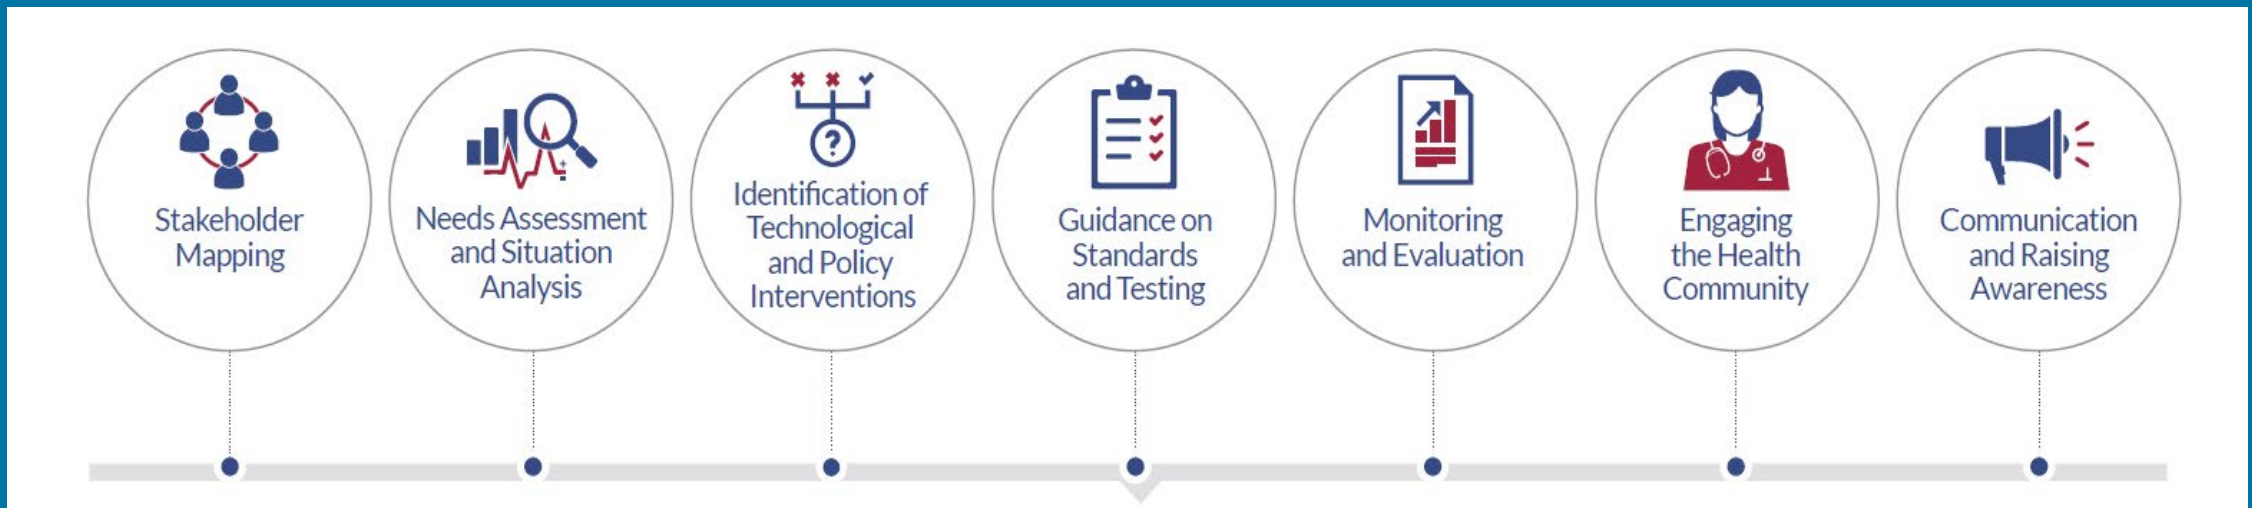 Stakeholder
Mapping
Needs Assessment
and Situation
Analysis
?
Identification of
Technological
and Policy
Interventions
Guidance on
Standards
and Testing
Monitoring
and Evaluation
Engaging
the Health
Community
Communication
and Raising
Awareness